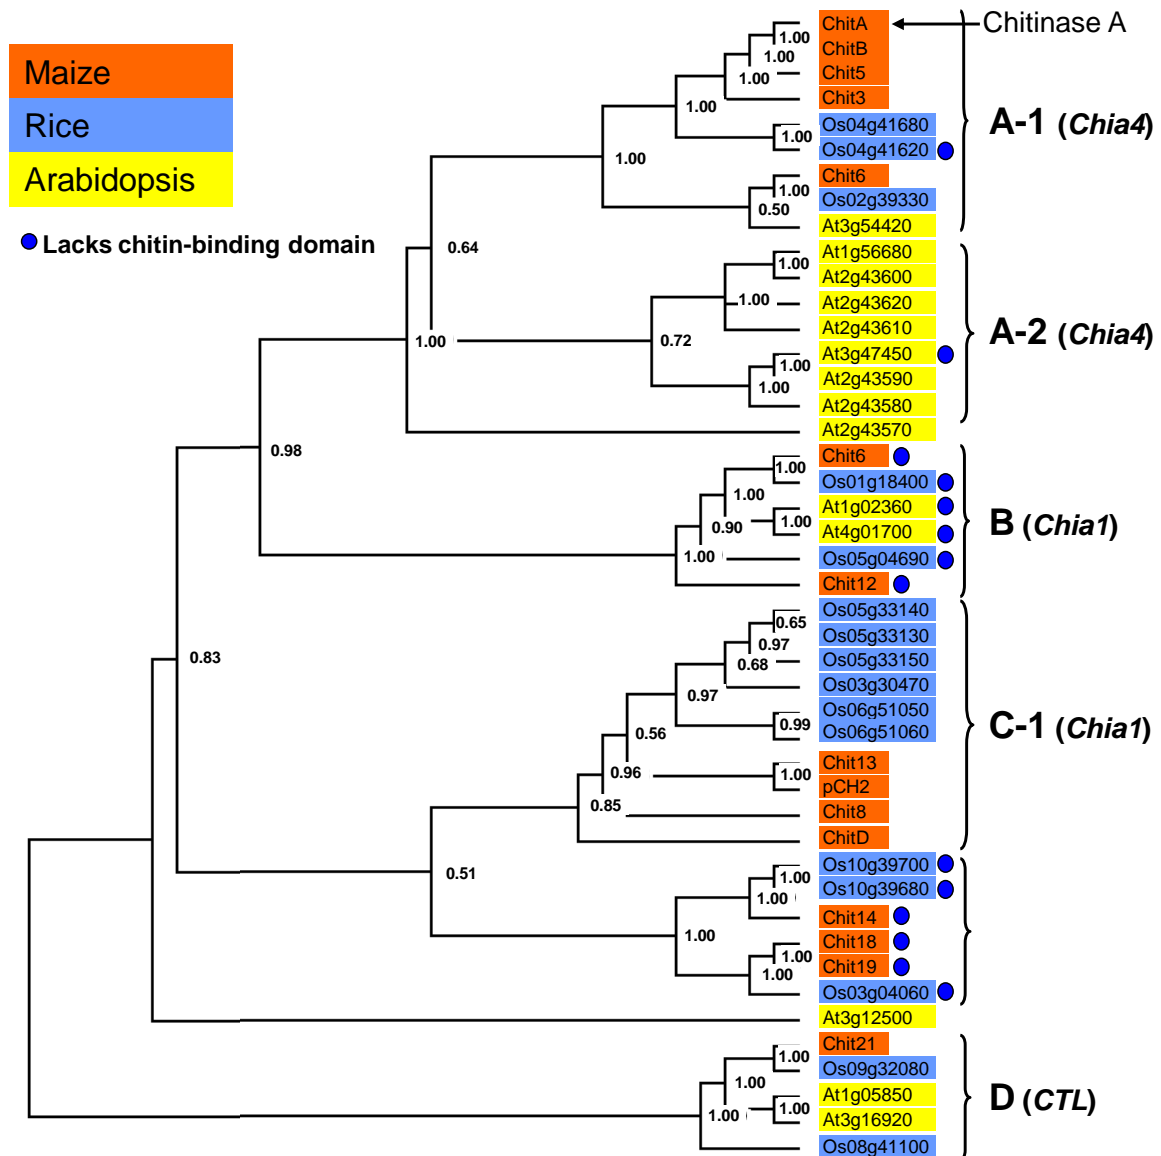 Maize
Rice
Arabidopsis
Lacks chitin-binding domain
ChitA
Chitinase A
1.00
ChitB
1.00
Chit5
1.00
Chit3
1.00
A-1 (Chia4)
Os04g41680
1.00
Os04g41620
1.00
Chit6
1.00
Os02g39330
0.50
At3g54420
0.64
At1g56680
1.00
At2g43600
At2g43620
1.00
At2g43610
A-2 (Chia4)
1.00
0.72
At3g47450
1.00
At2g43590
1.00
At2g43580
At2g43570
0.98
Chit6
1.00
Os01g18400
1.00
At1g02360
B (Chia1)
0.90
1.00
At4g01700
1.00
Os05g04690
Chit12
Os05g33140
0.65
Os05g33130
0.97
0.83
Os05g33150
0.68
Os03g30470
0.97
Os06g51050
0.99
C-1 (Chia1)
0.56
Os06g51060
Chit13
0.96
1.00
pCH2
0.85
Chit8
ChitD
Os10g39700
0.51
1.00
Os10g39680
1.00
Chit14
1.00
Chit18
1.00
Chit19
1.00
Os03g04060
At3g12500
Chit21
1.00
Os09g32080
1.00
At1g05850
D (CTL)
1.00
1.00
At3g16920
Os08g41100